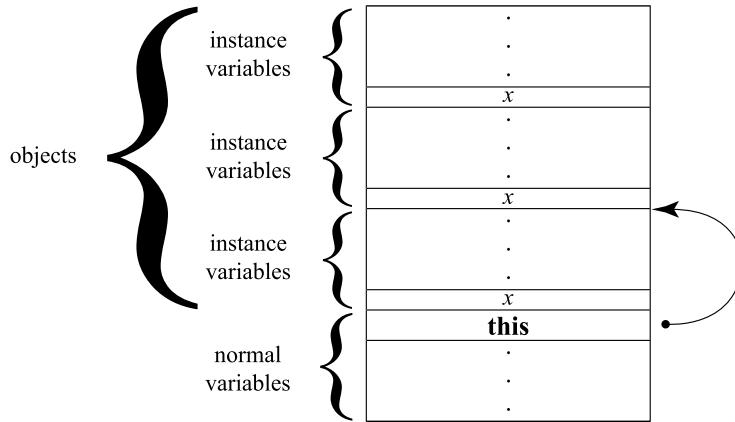 instance
variables
x
objects
instance
variables
x
instance
variables
x
this
normal
variables